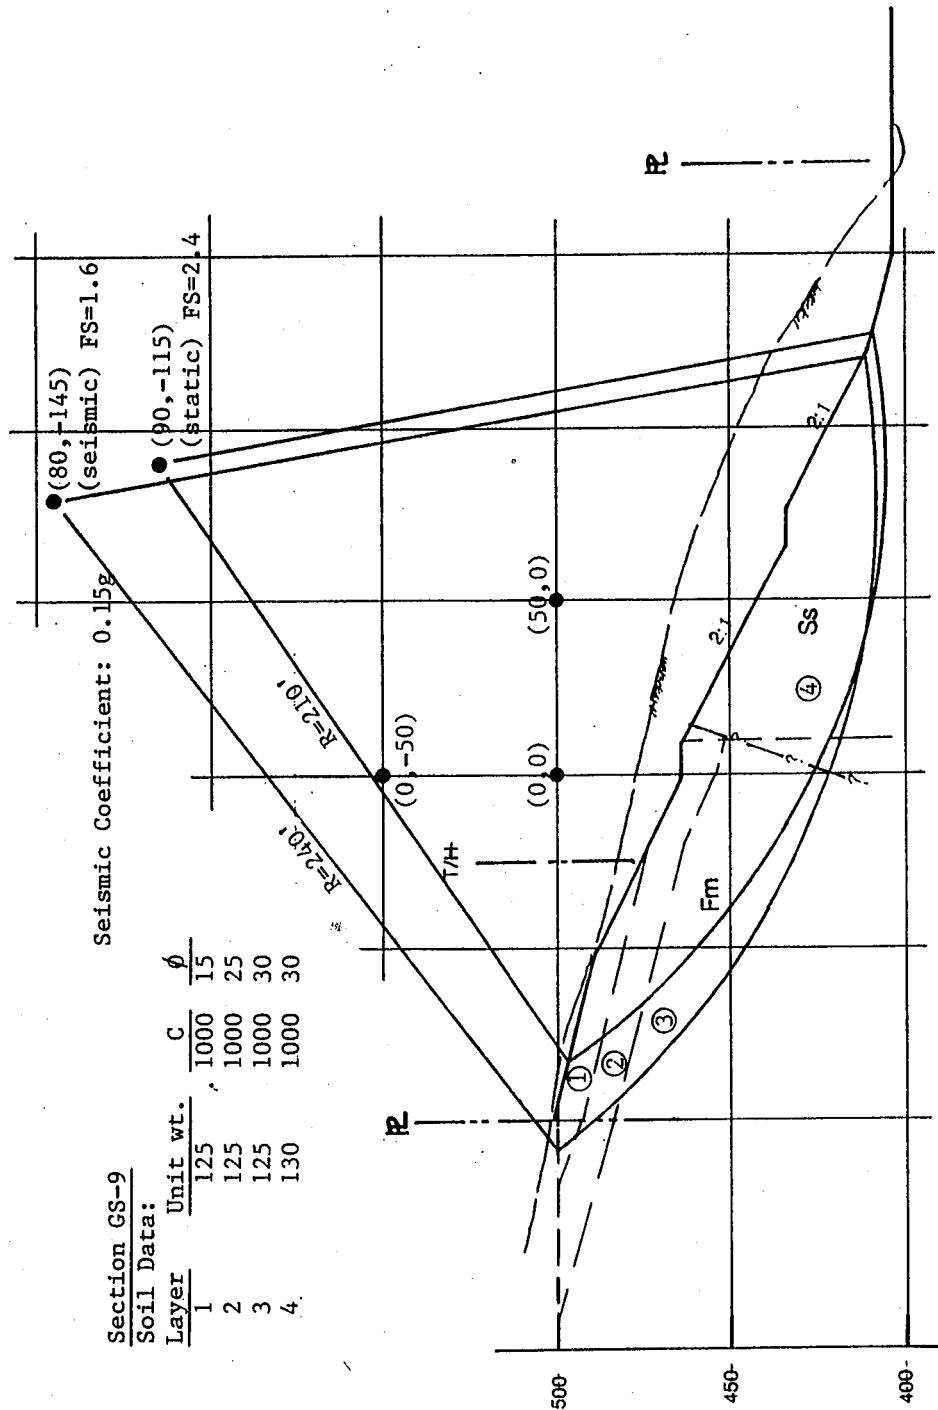 Section GS-9
Soil Data:
Layer Unit wt. C ø
1 125 1000 15
2 125 1000 25
3 125 1000 30
4 130 1000 30
Seismic Coefficient: 0.15g
(80,-145)
(seismic) FS=1.6
(90,-115)
(static) FS=2.4
R=240'
R=210'
(0,-50)
(0,0)
(50,0)
PL
T/H
PL
2:1
2:1
1
2
3
4
Fm
Ss
?
?
?
500
450
400